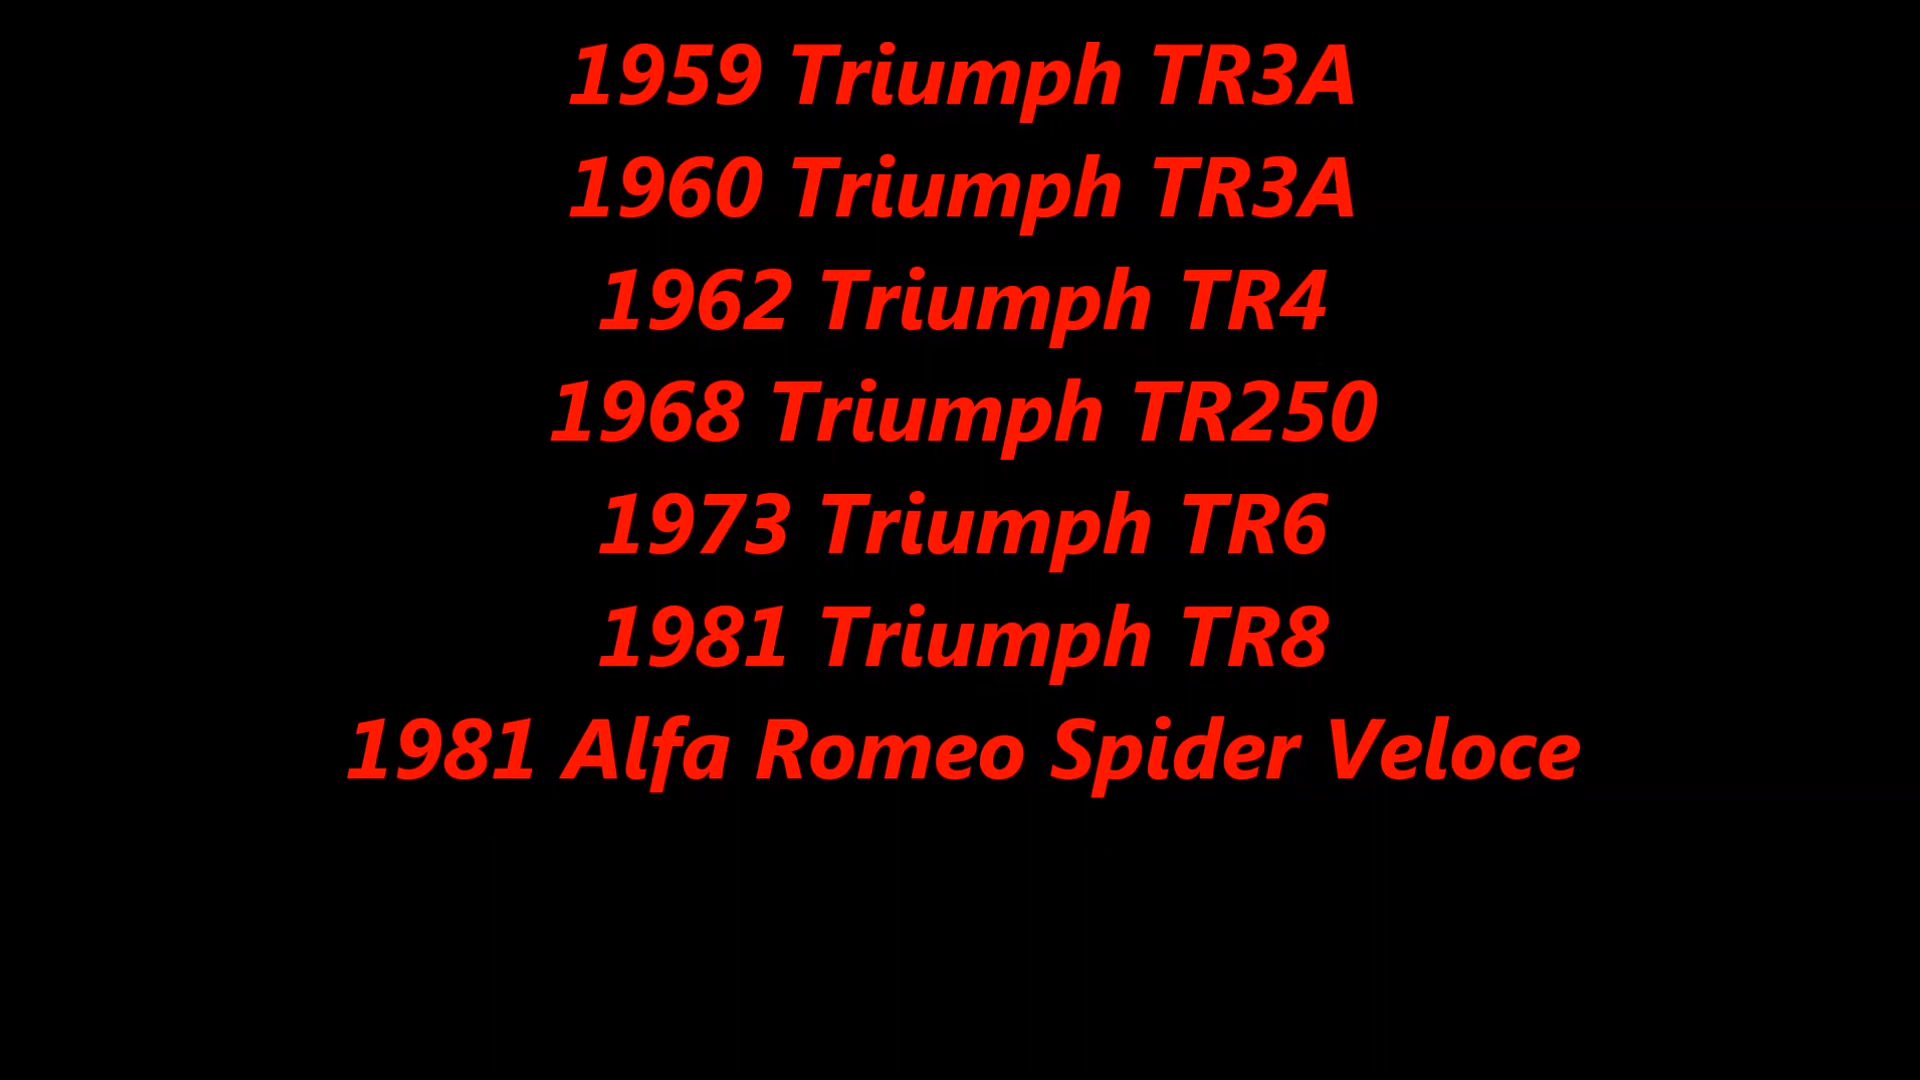 1959 Triumph TR3A
1960 Triumph TR3A
1962 Triumph TR4
1968 Triumph TR250
1973 Triumph TR6
1981 Triumph TR8
1981 Alfa Romeo Spider Veloce